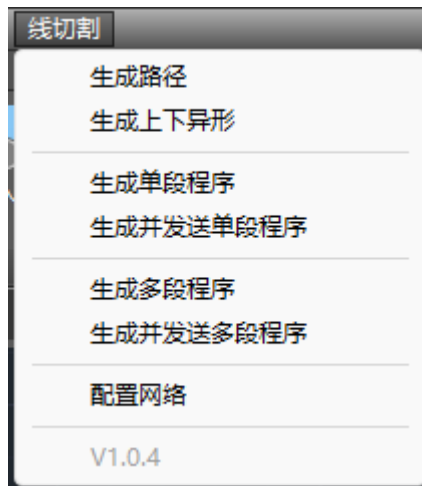 线切割
生成路径
生成上下异形
生成单段程序
生成并发送单段程序
生成多段程序
生成并发送多段程序
配置网络
V1.0.4